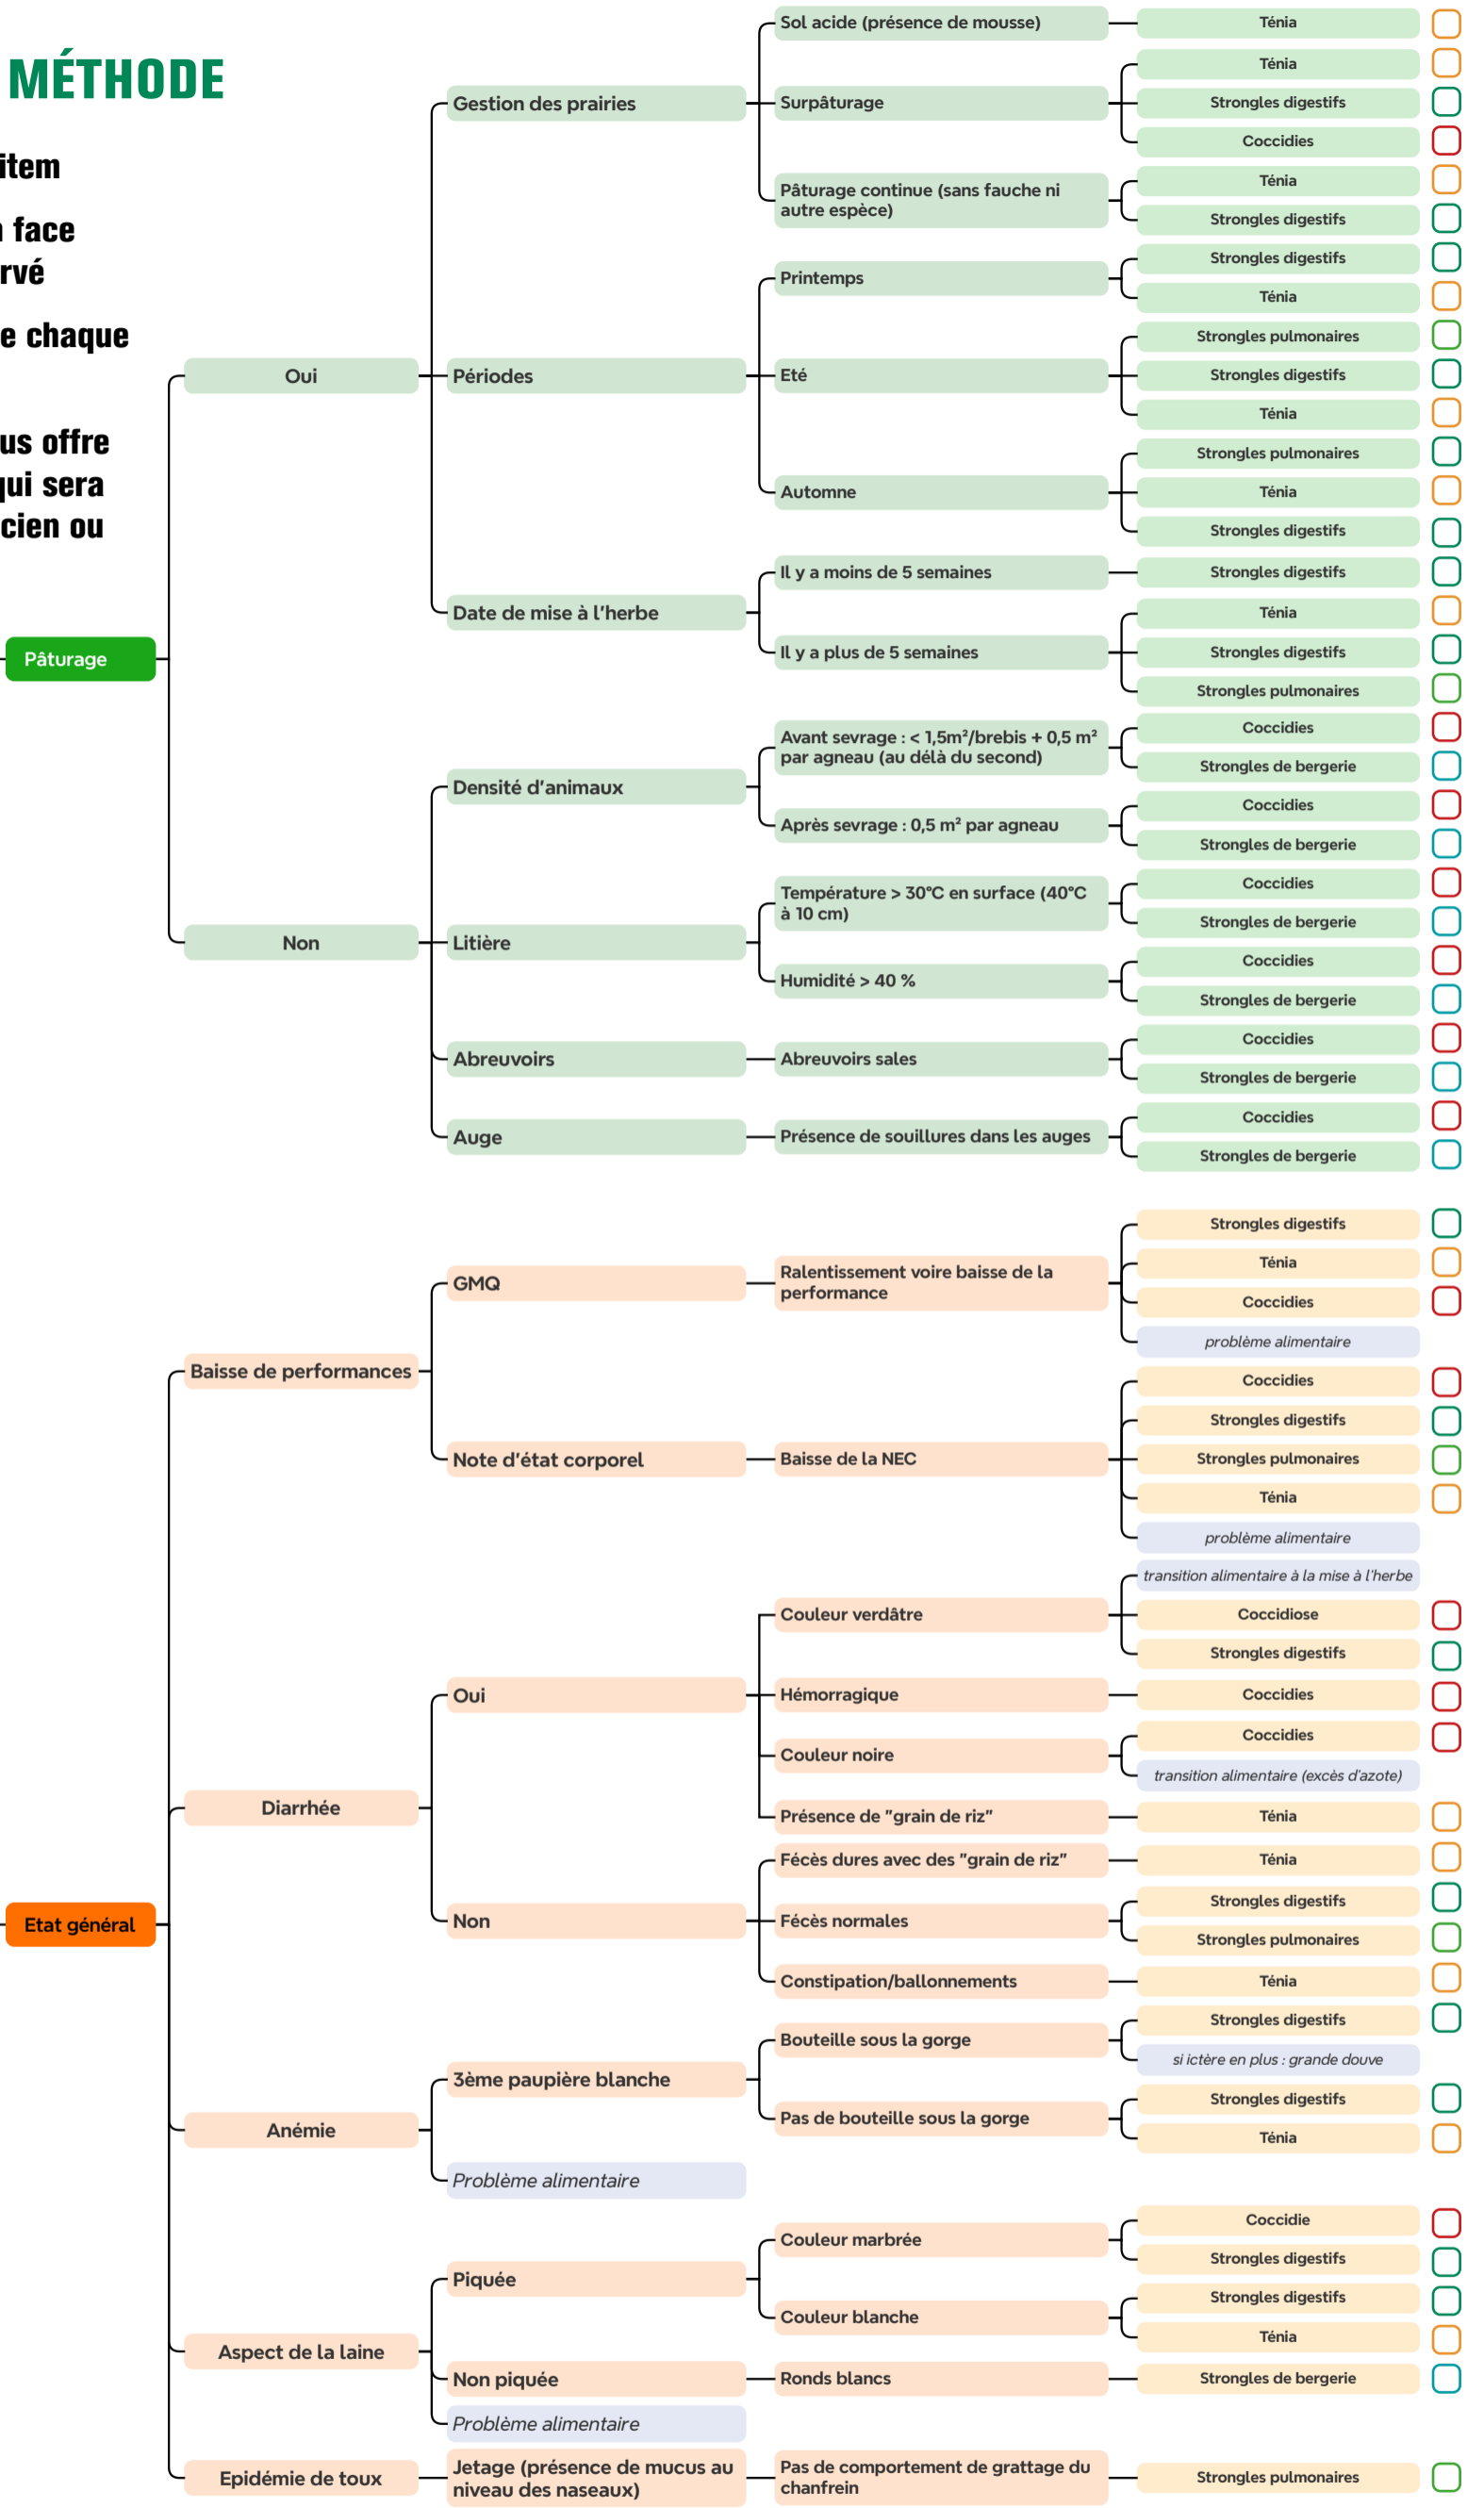 MÉTHODE
item
face
rvé
e chaque
us offre
qui sera
cien ou
Pâturage
Oui
Gestion des prairies
Sol acide (présence de mousse)
Ténia
Surpâturage
Ténia
Strongles digestifs
Coccidies
Pâturage continue (sans fauche ni
autre espèce)
Ténia
Strongles digestifs
Périodes
Printemps
Strongles digestifs
Ténia
Eté
Strongles pulmonaires
Strongles digestifs
Ténia
Automne
Strongles pulmonaires
Ténia
Strongles digestifs
Date de mise à l'herbe
Il y a moins de 5 semaines
Strongles digestifs
Il y a plus de 5 semaines
Ténia
Strongles digestifs
Strongles pulmonaires
Non
Densité d'animaux
Avant sevrage : < 1,5m²/brebis + 0,5 m²
par agneau (au délà du second)
Coccidies
Strongles de bergerie
Après sevrage : 0,5 m² par agneau
Coccidies
Strongles de bergerie
Litière
Température > 30°C en surface (40°C
à 10 cm)
Coccidies
Strongles de bergerie
Humidité > 40 %
Coccidies
Strongles de bergerie
Abreuvoirs
Abreuvoirs sales
Coccidies
Strongles de bergerie
Auge
Présence de souillures dans les auges
Coccidies
Strongles de bergerie
Etat général
Baisse de performances
GMQ
Ralentissement voire baisse de la
performance
Strongles digestifs
Ténia
Coccidies
problème alimentaire
Note d'état corporel
Baisse de la NEC
Coccidies
Strongles digestifs
Strongles pulmonaires
Ténia
problème alimentaire
Diarrhée
Oui
Couleur verdâtre
transition alimentaire à la mise à l'herbe
Coccidiose
Strongles digestifs
Hémorragique
Coccidies
Couleur noire
Coccidies
transition alimentaire (excès d'azote)
Présence de "grain de riz"
Ténia
Non
Fécès dures avec des "grain de riz"
Ténia
Fécès normales
Strongles digestifs
Strongles pulmonaires
Constipation/ballonnements
Ténia
Anémie
3ème paupière blanche
Bouteille sous la gorge
Strongles digestifs
si ictère en plus : grande douve
Pas de bouteille sous la gorge
Strongles digestifs
Ténia
Problème alimentaire
Aspect de la laine
Piquée
Couleur marbrée
Coccidie
Strongles digestifs
Couleur blanche
Strongles digestifs
Ténia
Non piquée
Ronds blancs
Strongles de bergerie
Problème alimentaire
Epidémie de toux
Jetage (présence de mucus au
niveau des naseaux)
Pas de comportement de grattage du
chanfrein
Strongles pulmonaires